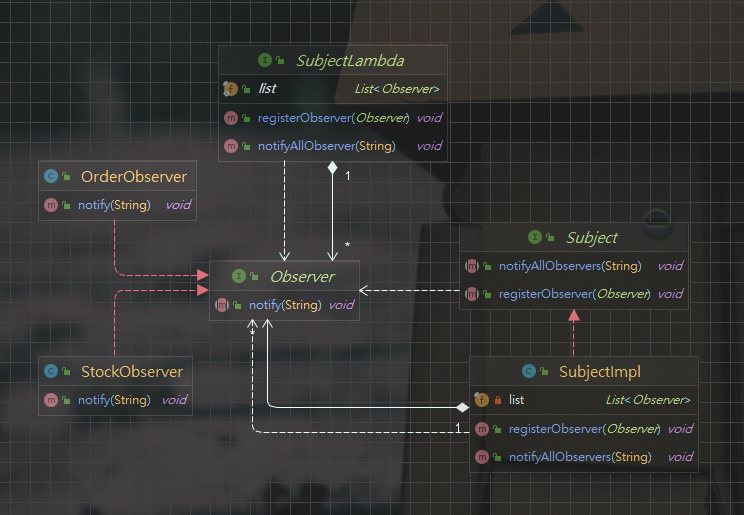 SubjectLambda
list List<Observer>
registerObserver(Observer) void
notifyAllObserver(String) void
1
*
OrderObserver
notify(String) void
Subject
notifyAllObservers(String) void
registerObserver(Observer) void
Observer
notify(String) void
*
StockObserver
notify(String) void
SubjectImpl
list List<Observer>
registerObserver(Observer) void
notifyAllObservers(String) void
1